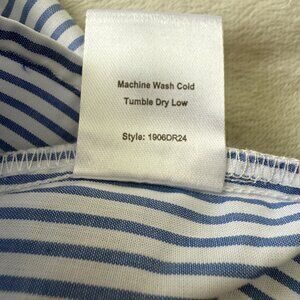 Machine Wash Cold
Tumble Dry Low
Style: 1906DR24